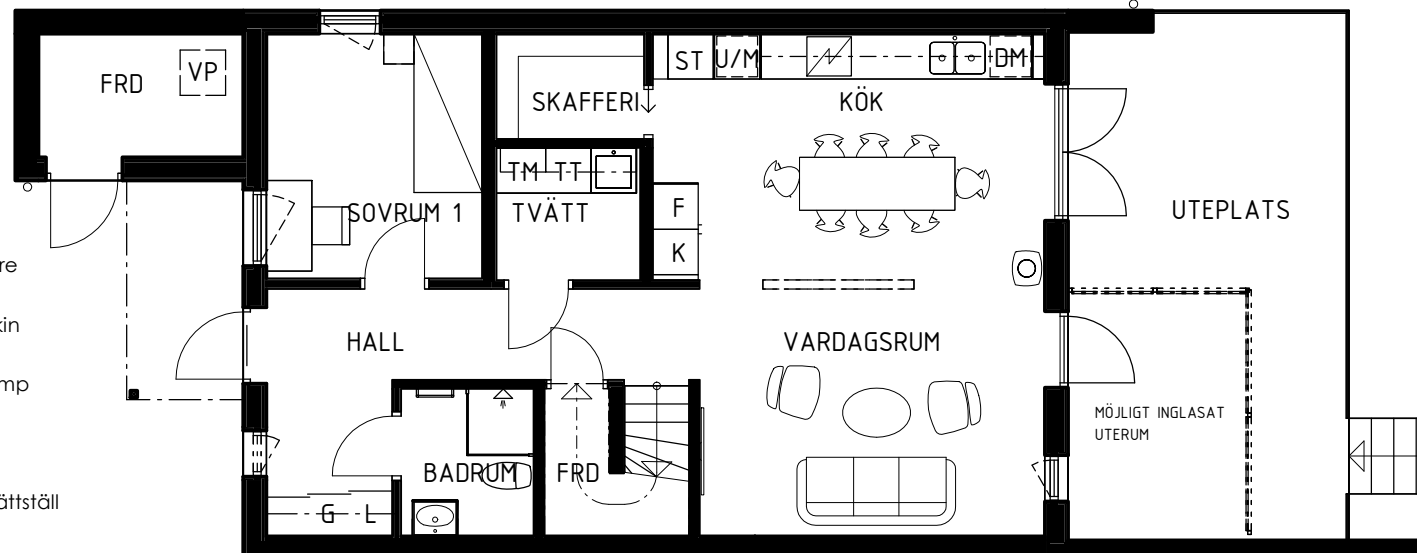 FRD
VP
ST
U/M
DM
SKAFFERI
KÖK
TM TT
SOVRUM 1
TVÄTT
F
K
UTEPLATS
re
kin
HALL
VARDAGSRUM
mp
MÖJLIGT INGLASAT
UTERUM
BADRUM
FRD
ättställ
G L